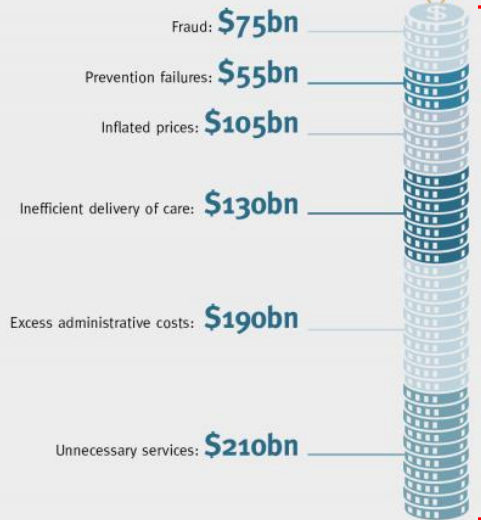 $
Fraud: $75bn
Prevention failures: $55bn
Inflated prices: $105bn
Inefficient delivery of care: $130bn
Excess administrative costs: $190bn
Unnecessary services: $210bn